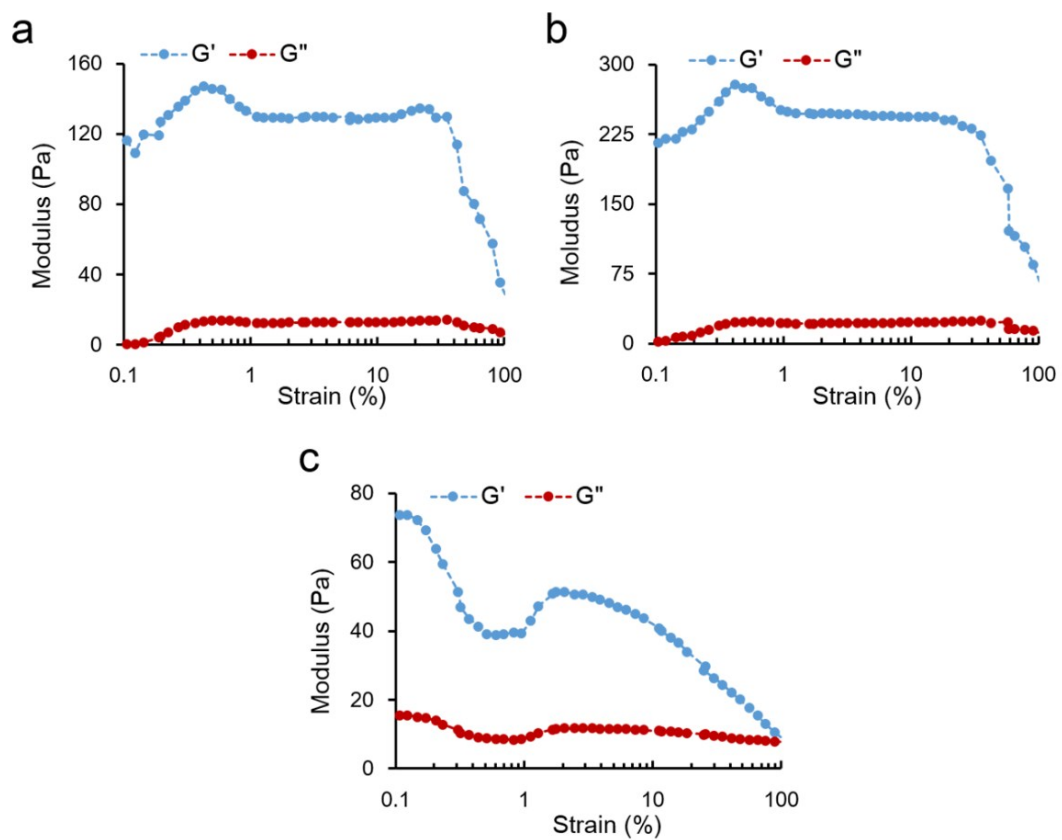 a
G' G"
160
120
80
40
0
Modulus (Pa)
0.1 1 10 100
Strain (%)
b
G' G"
300
225
150
75
0
Moludus (Pa)
0.1 1 10 100
Strain (%)
c
G' G"
80
60
40
20
0
Modulus (Pa)
0.1 1 10 100
Strain (%)